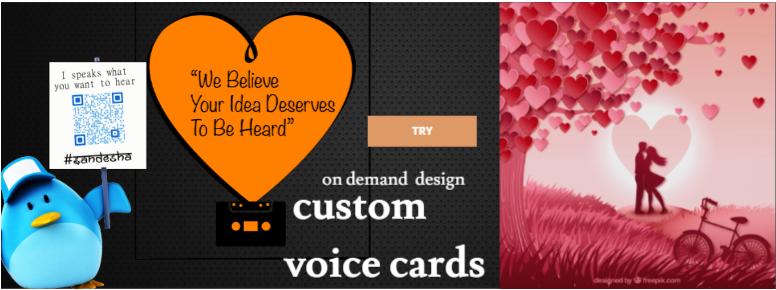 I speaks what
you want to hear
#sandesha
“We Believe
Your Idea Deserves
To Be Heard”
TRY
on demand design
custom
voice cards
designed by freepik.com